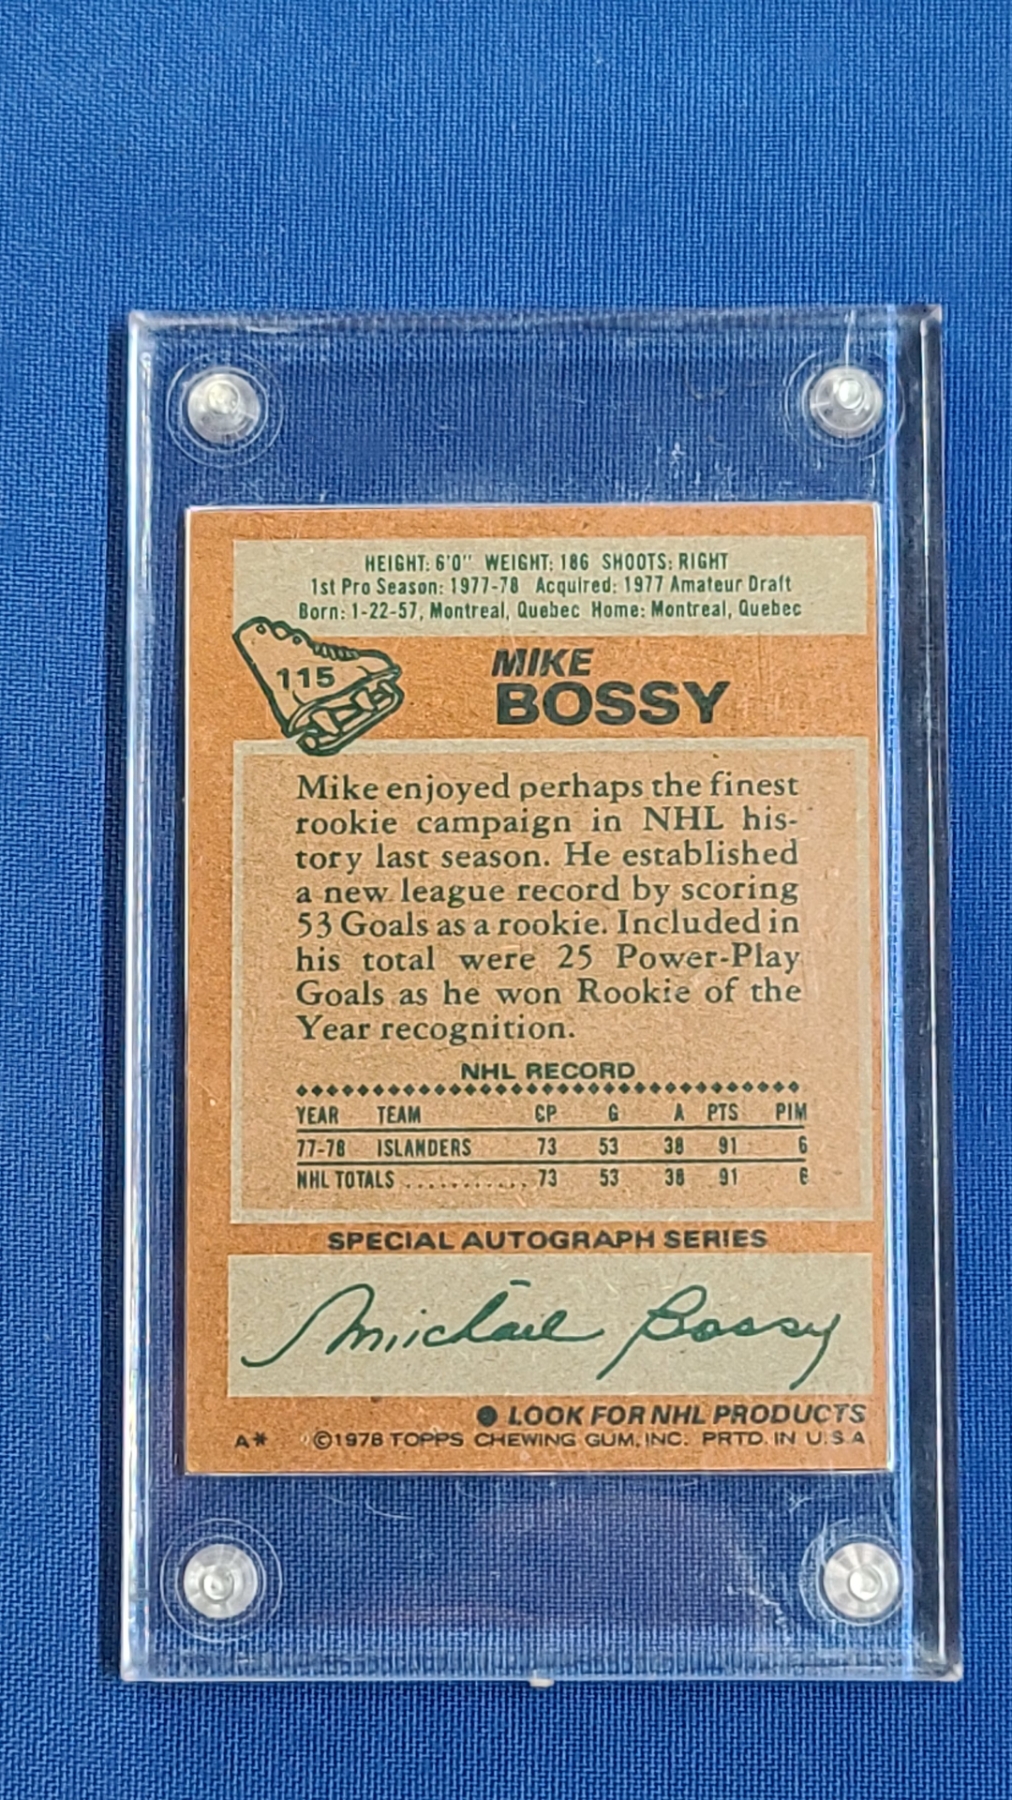 HEIGHT: 6'0" WEIGHT: 186 SHOOTS: RIGHT
1st Pro Season: 1977-78 Acquired: 1977 Amateur Draft
Born: 1-22-57, Montreal, Quebec Home: Montreal, Quebec
115
MIKE
BOSSY
Mike enjoyed perhaps the finest
rookie campaign in NHL his-
tory last season. He established
a new league record by scoring
53 Goals as a rookie. Included in
his total were 25 Power-Play
Goals as he won Rookie of the
Year recognition.
NHL RECORD
YEAR TEAM GP G A PTS PIM
77-78 ISLANDERS 73 53 38 91 6
NHL TOTALS ........... 73 53 38 91 6
SPECIAL AUTOGRAPH SERIES
Michael Bossy
● LOOK FOR NHL PRODUCTS
A* ©1978 TOPPS CHEWING GUM, INC. PRTD. IN U.S.A.